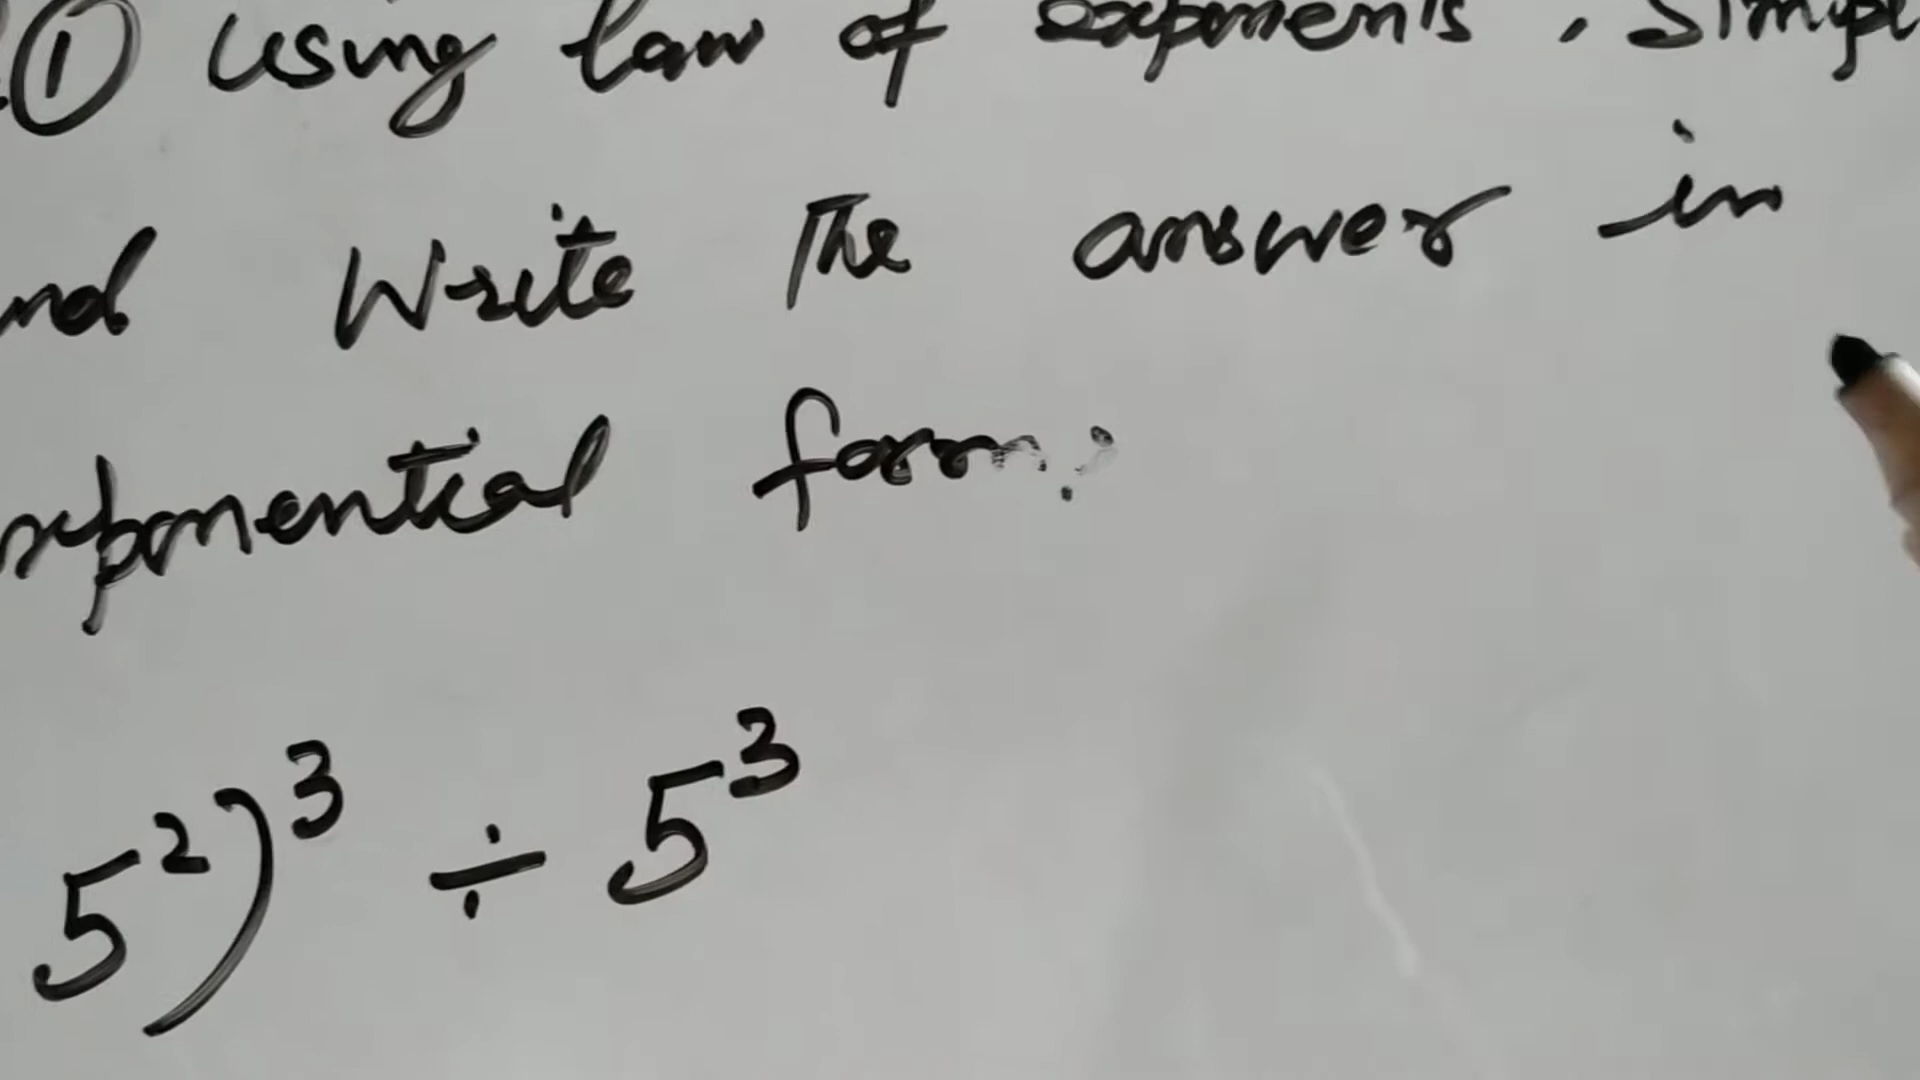 ① Using law of exponents, Simpl
nd Write The answer in
xponential form:
5²)³ ÷ 5³